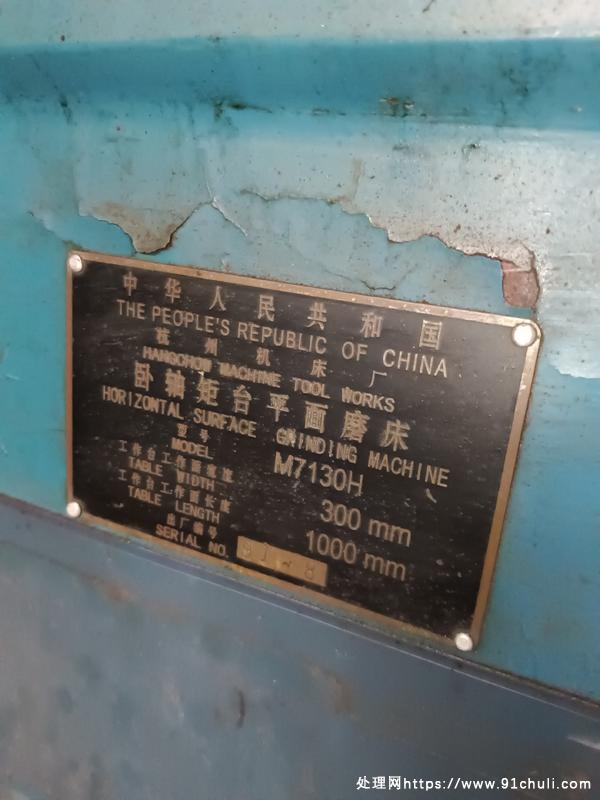 中华人民共和国
THE PEOPLE'S REPUBLIC OF CHINA
杭州机床厂
HANGCHOW MACHINE TOOL WORKS
卧轴矩台平面磨床
HORIZONTAL SURFACE GRINDING MACHINE
型号
MODEL M7130H
工作台工作面宽度
TABLE WIDTH 300 mm
工作台工作面长度
TABLE LENGTH 1000 mm
出厂编号
SERIAL NO.
处理网https://www.91chuli.com/